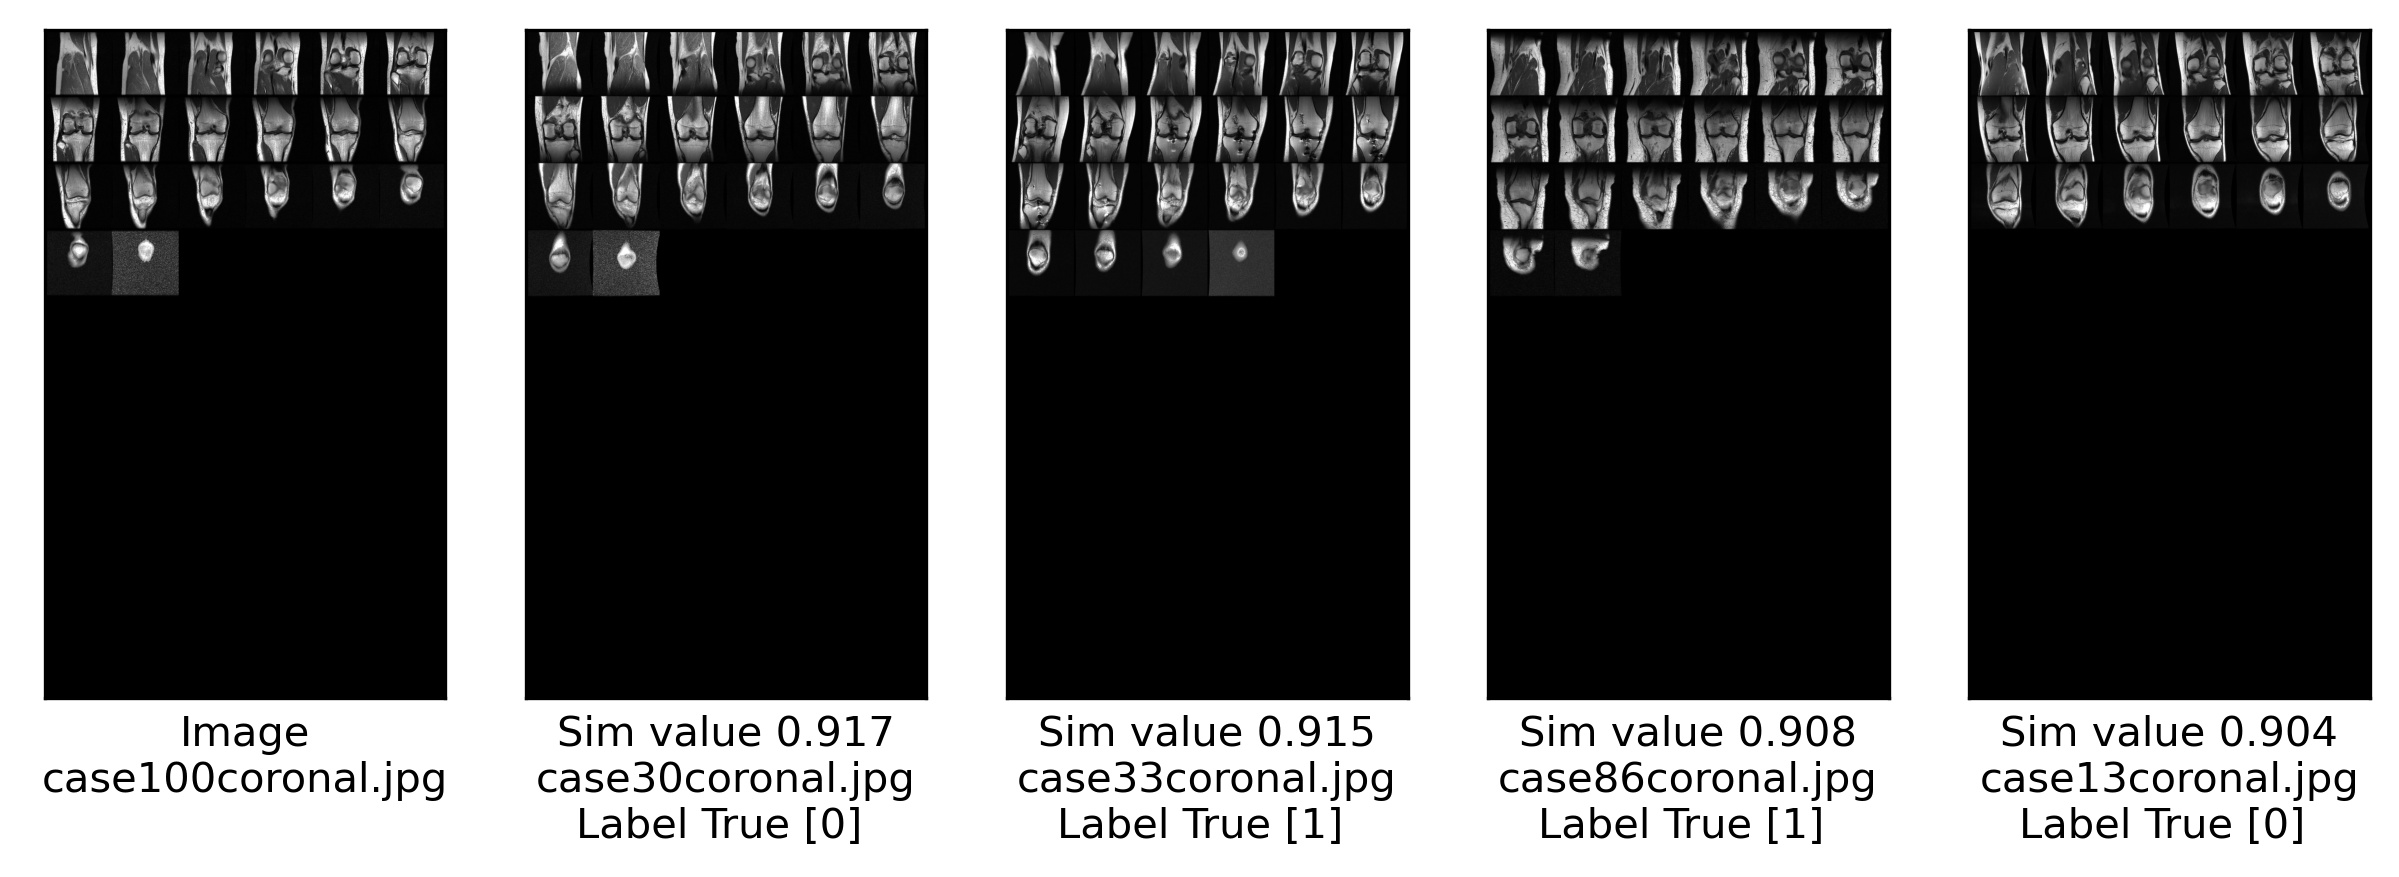 Image
case100coronal.jpg
Sim value 0.917
case30coronal.jpg
Label True [0]
Sim value 0.915
case33coronal.jpg
Label True [1]
Sim value 0.908
case86coronal.jpg
Label True [1]
Sim value 0.904
case13coronal.jpg
Label True [0]